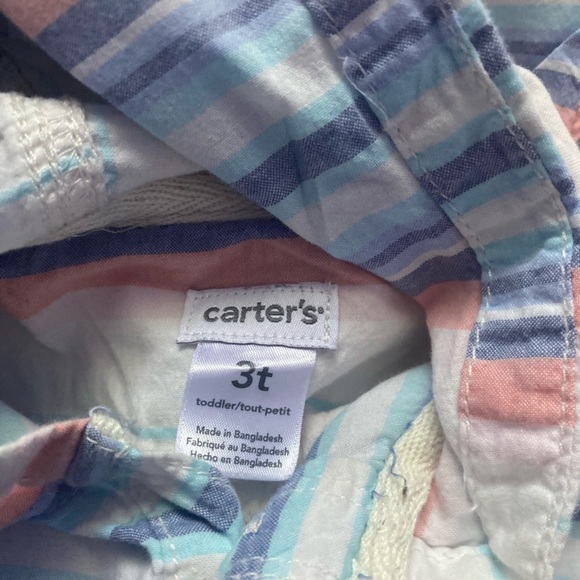 carter's
3t
toddler/tout-petit
Made in Bangladesh
Fabriqué au Bangladesh
Hecho en Bangladesh